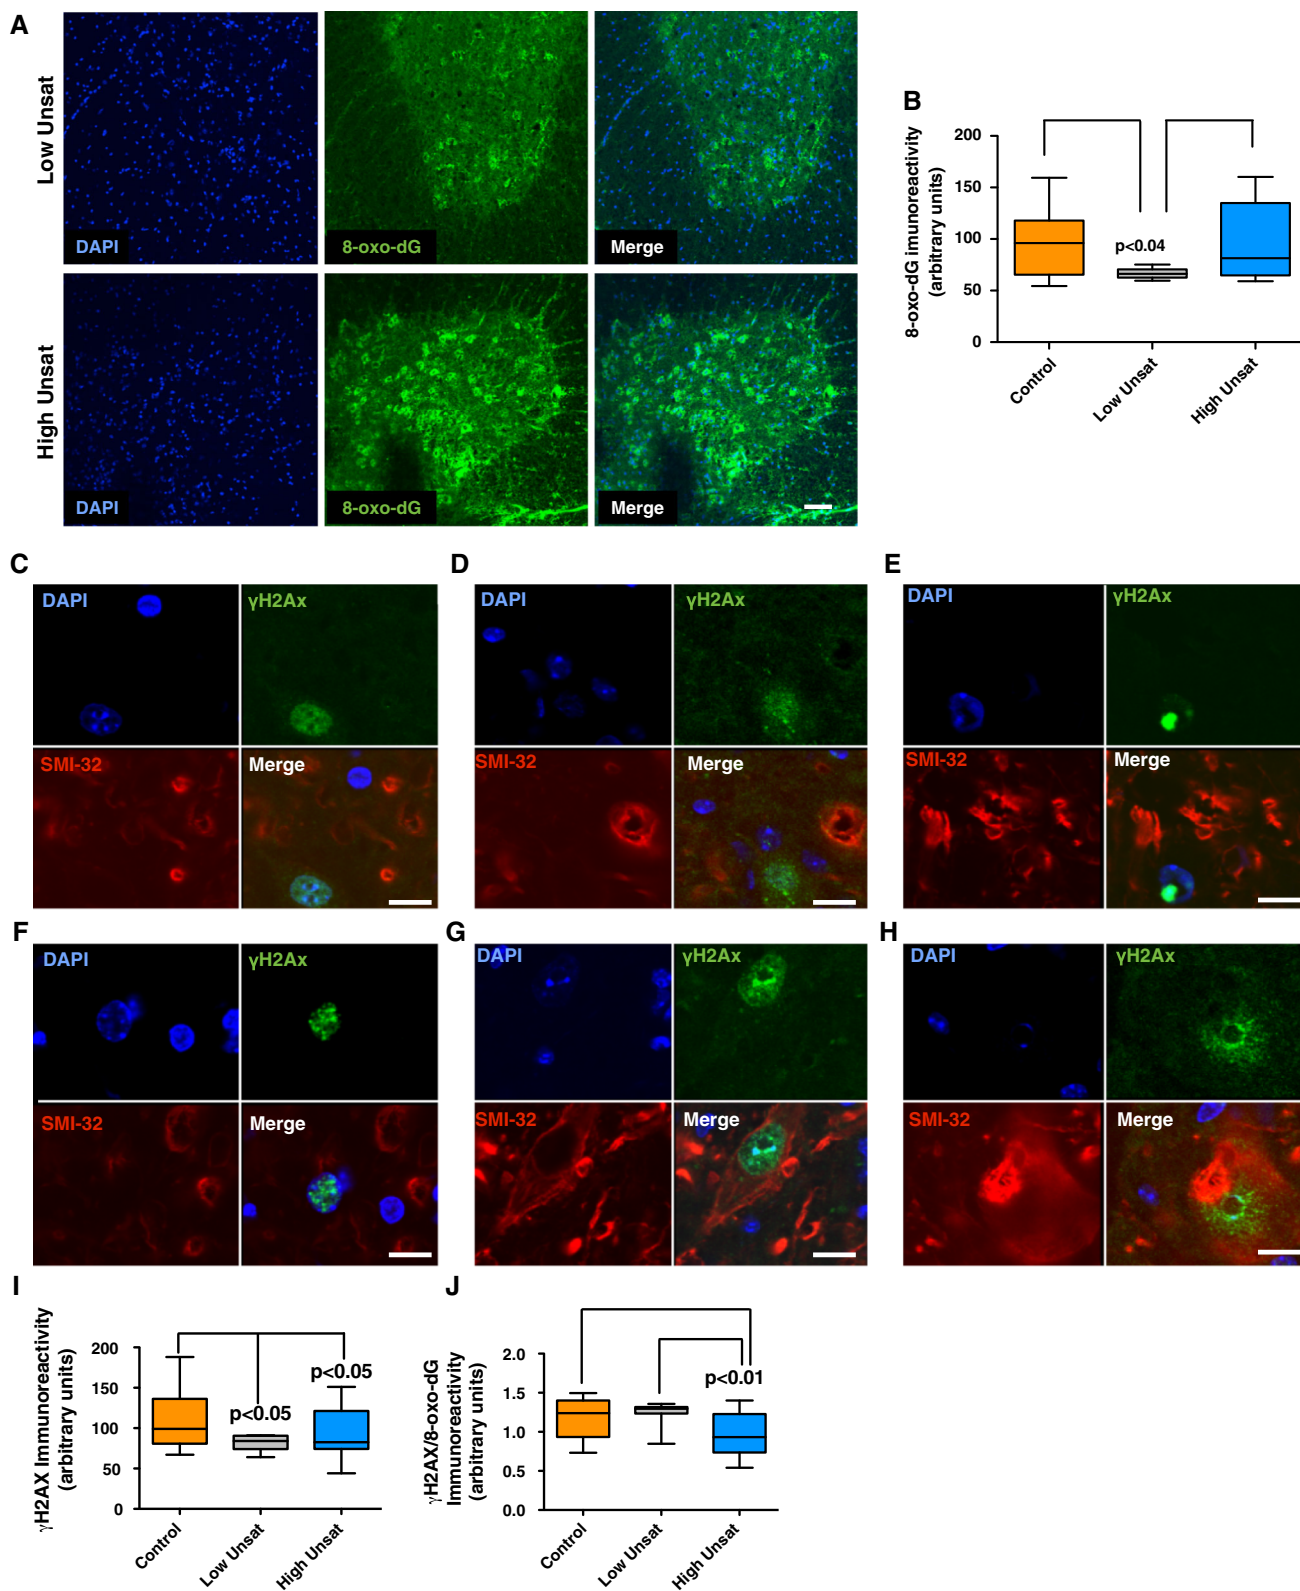 A
Low Unsat
DAPI
8-oxo-dG
Merge
High Unsat
DAPI
8-oxo-dG
Merge
B
8-oxo-dG imunoreactivity
(arbitrary units)
200
150
100
50
0
p<0.04
Control
Low Unsat
High Unsat
C
DAPI
γH2Ax
SMI-32
Merge
D
DAPI
γH2Ax
SMI-32
Merge
E
DAPI
γH2Ax
SMI-32
Merge
F
DAPI
γH2Ax
SMI-32
Merge
G
DAPI
γH2Ax
SMI-32
Merge
H
DAPI
γH2Ax
SMI-32
Merge
I
γH2AX Immunoreactivity
(arbitrary units)
200
150
100
50
0
p<0.05
p<0.05
Control
Low Unsat
High Unsat
J
γH2AX/8-oxo-dG
Immunoreactivity
(arbitrary units)
2.0
1.5
1.0
0.5
0.0
p<0.01
Control
Low Unsat
High Unsat